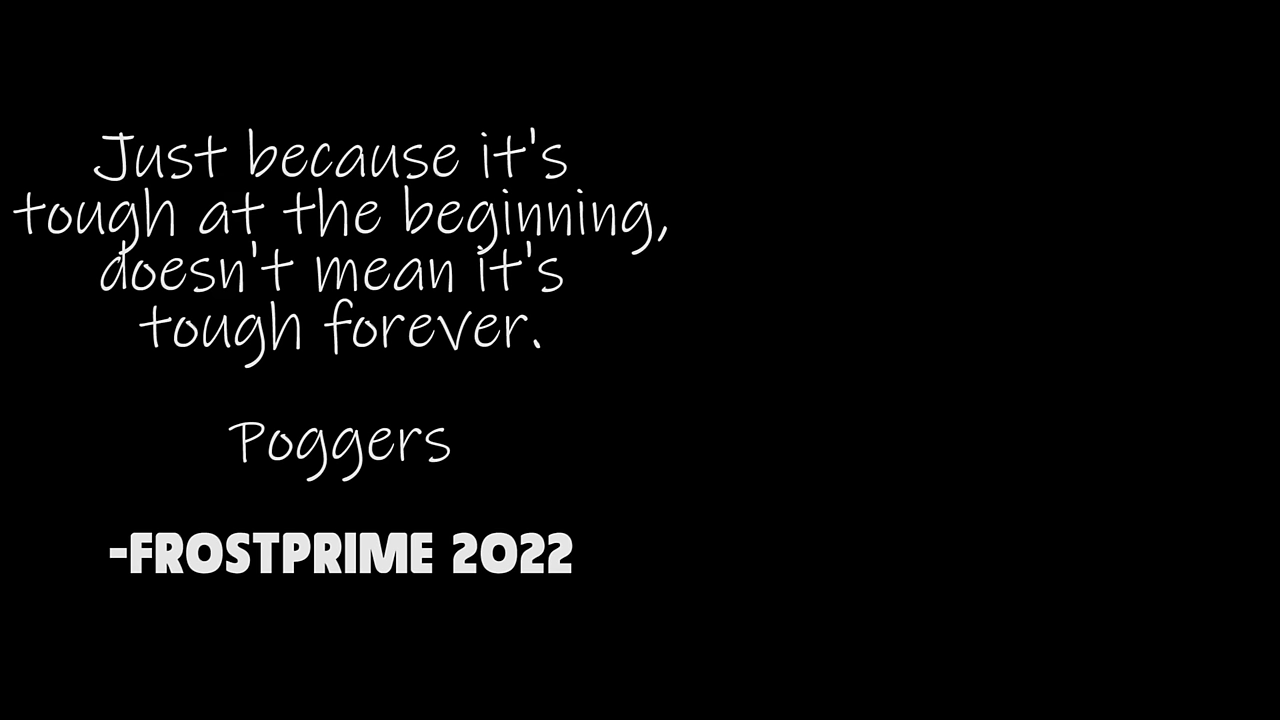 Just because it's
tough at the beginning,
doesn't mean it's
tough forever.
Poggers
-FROSTPRIME 2022